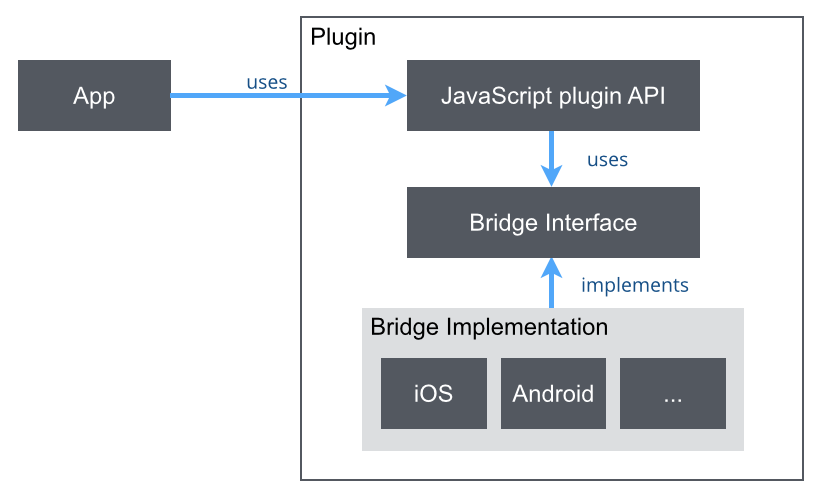 Plugin
App
uses
JavaScript plugin API
uses
Bridge Interface
implements
Bridge Implementation
iOS
Android
...